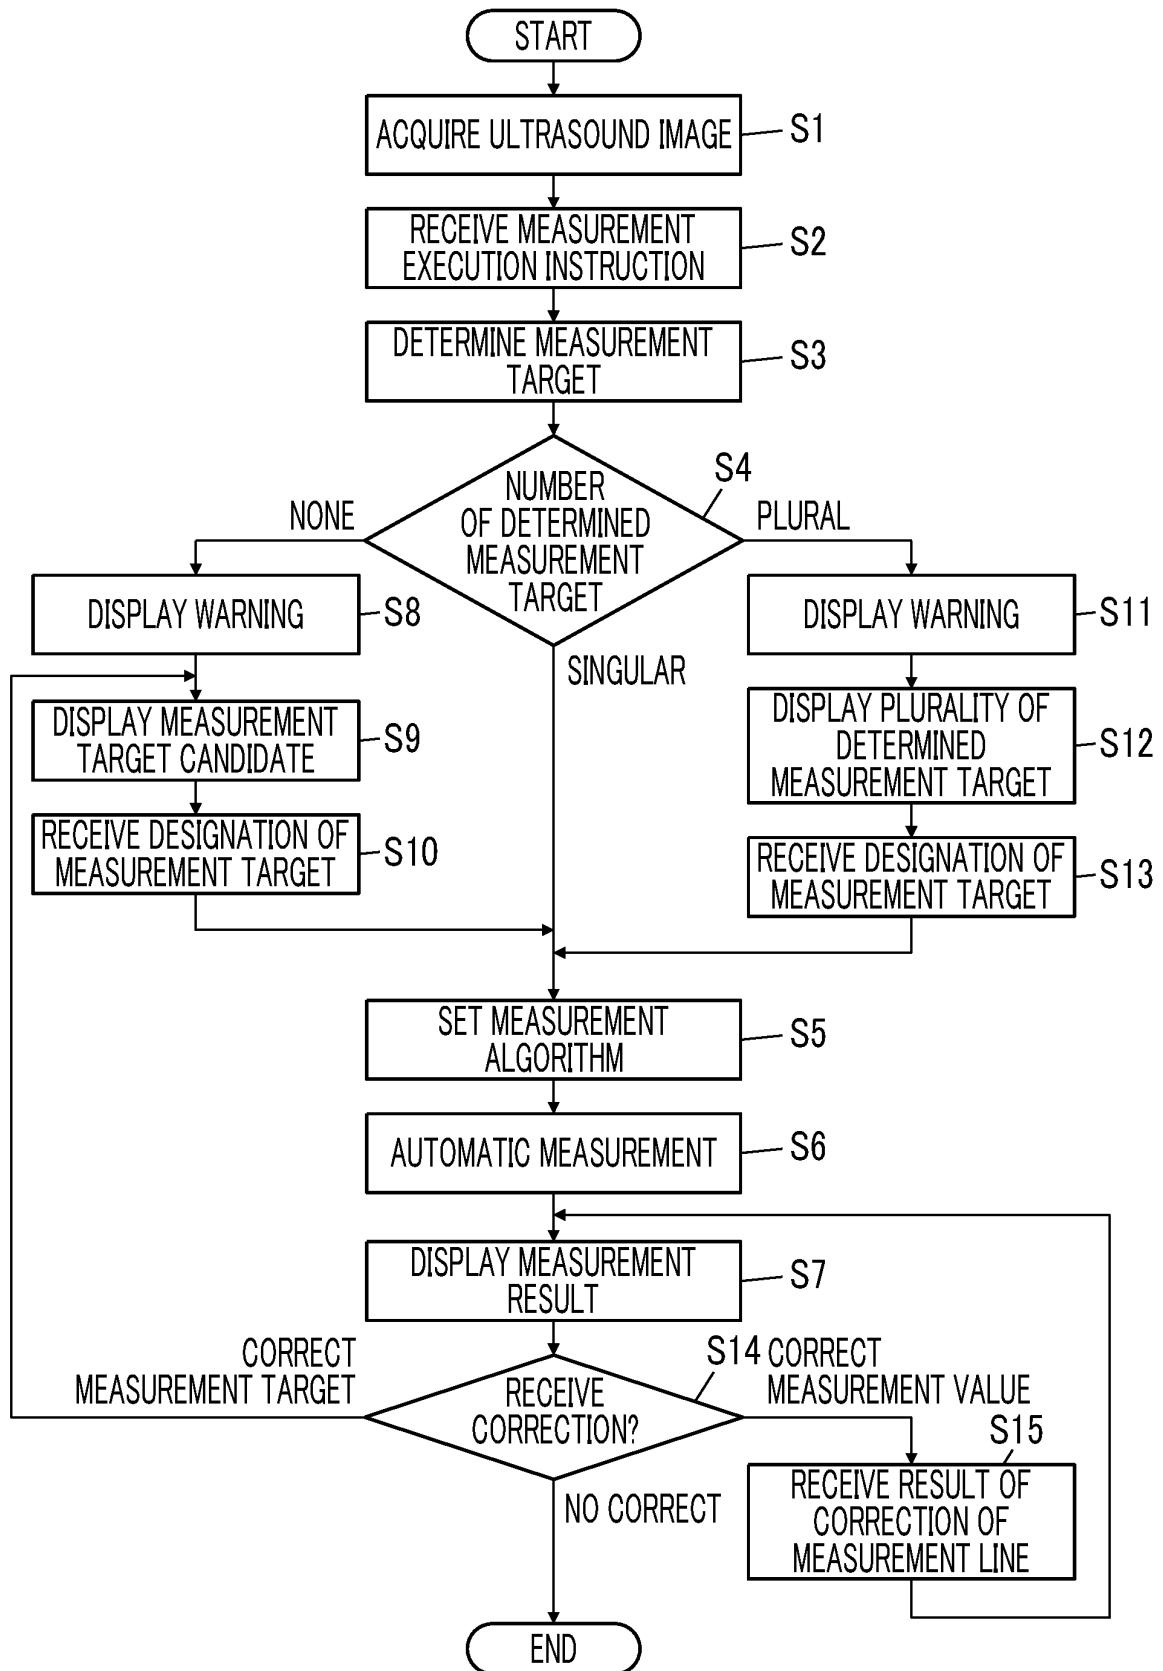 START
ACQUIRE ULTRASOUND IMAGE
S1
RECEIVE MEASUREMENT
EXECUTION INSTRUCTION
S2
DETERMINE MEASUREMENT
TARGET
S3
NUMBER
OF DETERMINED
MEASUREMENT
TARGET
S4
NONE
PLURAL
SINGULAR
DISPLAY WARNING
S8
DISPLAY MEASUREMENT
TARGET CANDIDATE
S9
RECEIVE DESIGNATION OF
MEASUREMENT TARGET
S10
DISPLAY WARNING
S11
DISPLAY PLURALITY OF
DETERMINED
MEASUREMENT TARGET
S12
RECEIVE DESIGNATION OF
MEASUREMENT TARGET
S13
SET MEASUREMENT
ALGORITHM
S5
AUTOMATIC MEASUREMENT
S6
DISPLAY MEASUREMENT
RESULT
S7
CORRECT
MEASUREMENT TARGET
RECEIVE
CORRECTION?
S14
CORRECT
MEASUREMENT VALUE
S15
RECEIVE RESULT OF
CORRECTION OF
MEASUREMENT LINE
NO CORRECT
END